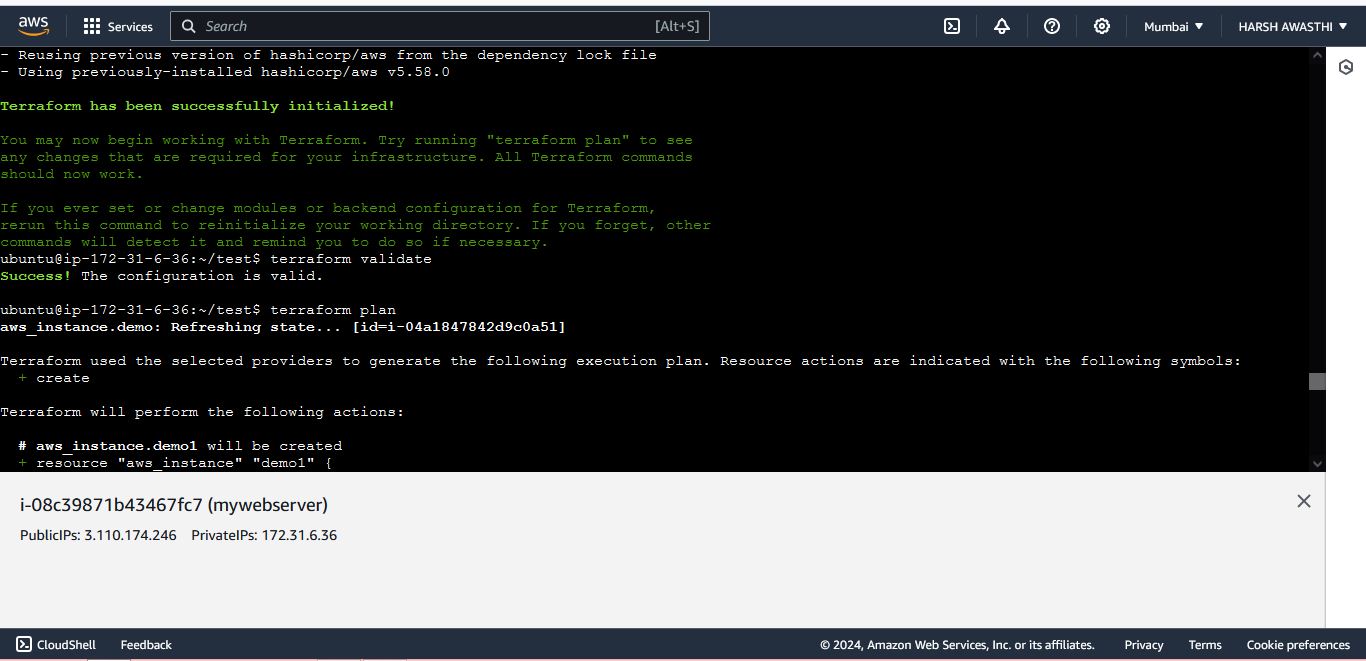 aws
Services
Search
[Alt+S]
Mumbai
HARSH AWASTHI
- Reusing previous version of hashicorp/aws from the dependency lock file
- Using previously-installed hashicorp/aws v5.58.0
Terraform has been successfully initialized!
You may now begin working with Terraform. Try running "terraform plan" to see
any changes that are required for your infrastructure. All Terraform commands
should now work.
If you ever set or change modules or backend configuration for Terraform,
rerun this command to reinitialize your working directory. If you forget, other
commands will detect it and remind you to do so if necessary.
ubuntu@ip-172-31-6-36:~/test$ terraform validate
Success! The configuration is valid.
ubuntu@ip-172-31-6-36:~/test$ terraform plan
aws_instance.demo: Refreshing state... [id=i-04a1847842d9c0a51]
Terraform used the selected providers to generate the following execution plan. Resource actions are indicated with the following symbols:
+ create
Terraform will perform the following actions:
# aws_instance.demo1 will be created
+ resource "aws_instance" "demo1" {
i-08c39871b43467fc7 (mywebserver)
PublicIPs: 3.110.174.246 PrivateIPs: 172.31.6.36
CloudShell
Feedback
© 2024, Amazon Web Services, Inc. or its affiliates.
Privacy
Terms
Cookie preferences